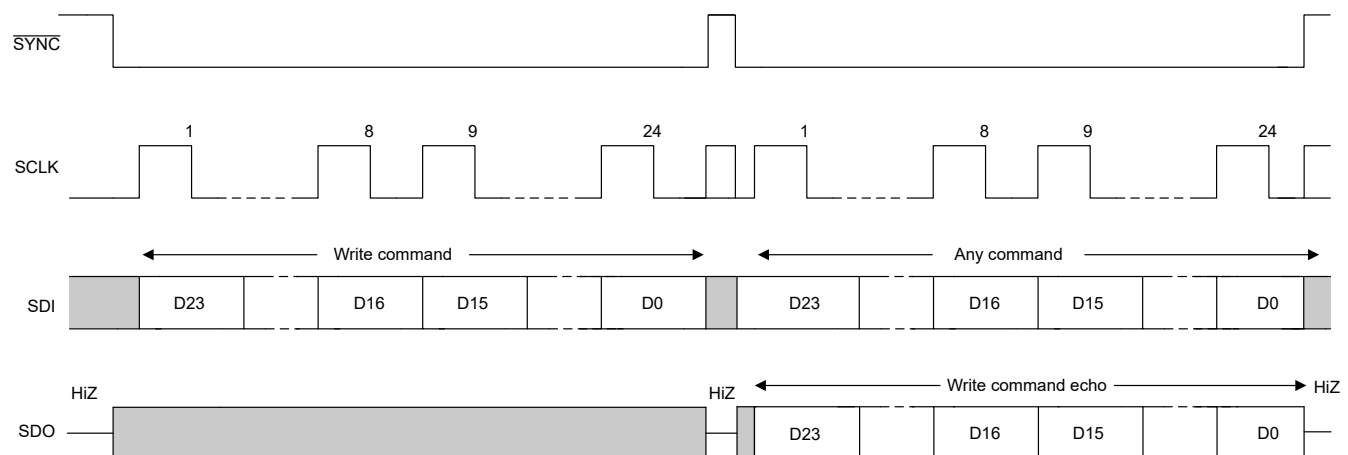 SYNC
1 8 9 24 1 8 9 24
SCLK
Write command Any command
SDI D23 D16 D15 D0 D23 D16 D15 D0
HiZ HiZ Write command echo HiZ
SDO D23 D16 D15 D0